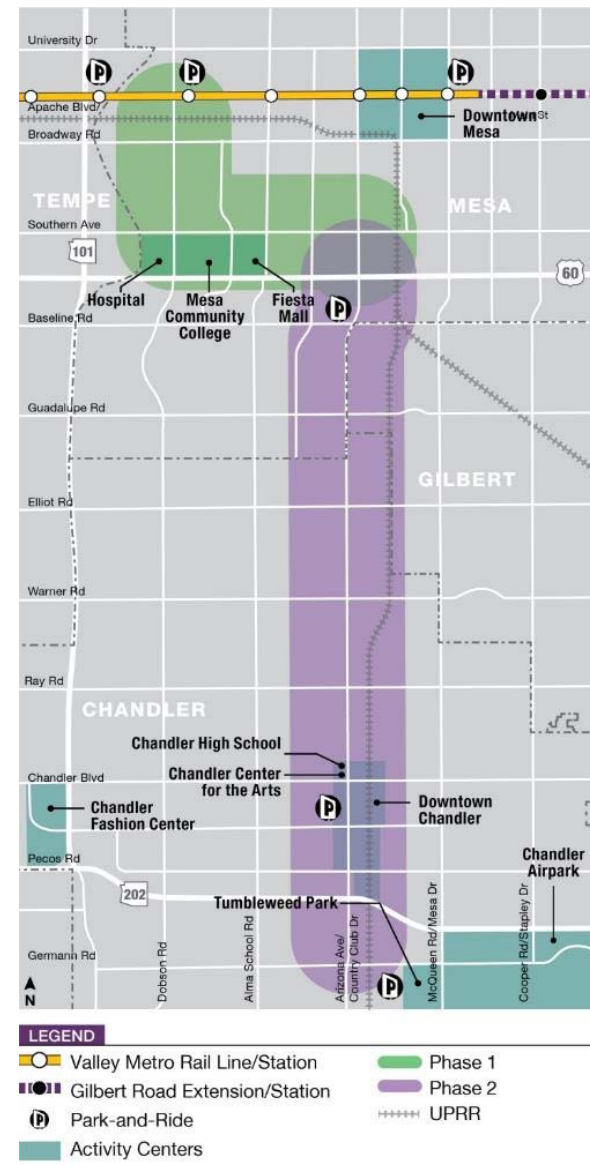 University Dr
Apache Blvd/
Main St
Downtown
Mesa
Broadway Rd
TEMPE
MESA
Southern Ave
101
60
Hospital
Mesa
Community
College
Fiesta
Mall
Baseline Rd
Guadalupe Rd
GILBERT
Elliot Rd
Warner Rd
Ray Rd
CHANDLER
Chandler High School
Chandler Center
for the Arts
Chandler Blvd
Chandler
Fashion Center
Downtown
Chandler
Pecos Rd
Chandler
Airpark
202
Tumbleweed Park
Germann Rd
Dobson Rd
Alma School Rd
Arizona Ave/
Country Club Dr
McQueen Rd/Mesa Dr
Cooper Rd/Stapley Dr
N
LEGEND
Valley Metro Rail Line/Station
Gilbert Road Extension/Station
Park-and-Ride
Activity Centers
Phase 1
Phase 2
UPRR